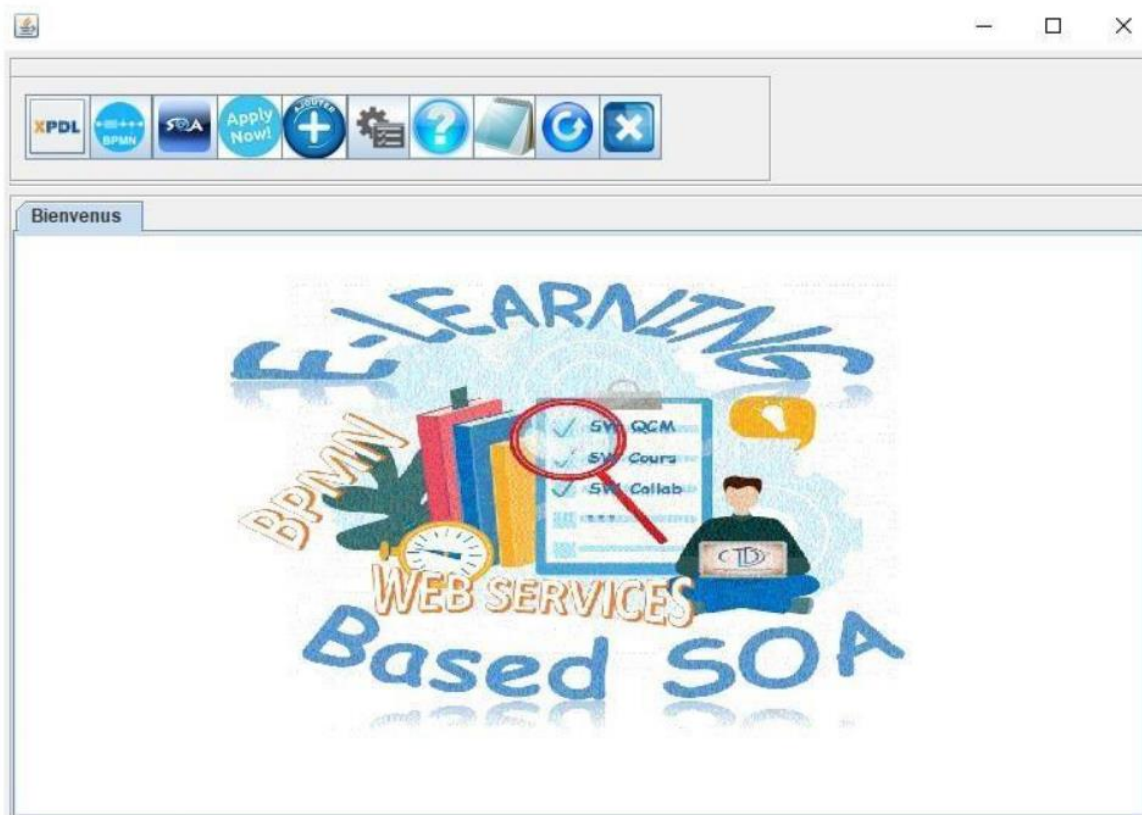 XPDL
BPMN
SOA
Apply
Now!
AJOUTER
Bienvenus
E-LEARNING
BPMN
SW QCM
SW Cours
SW Collab
...
WEB SERVICES
Based SOA